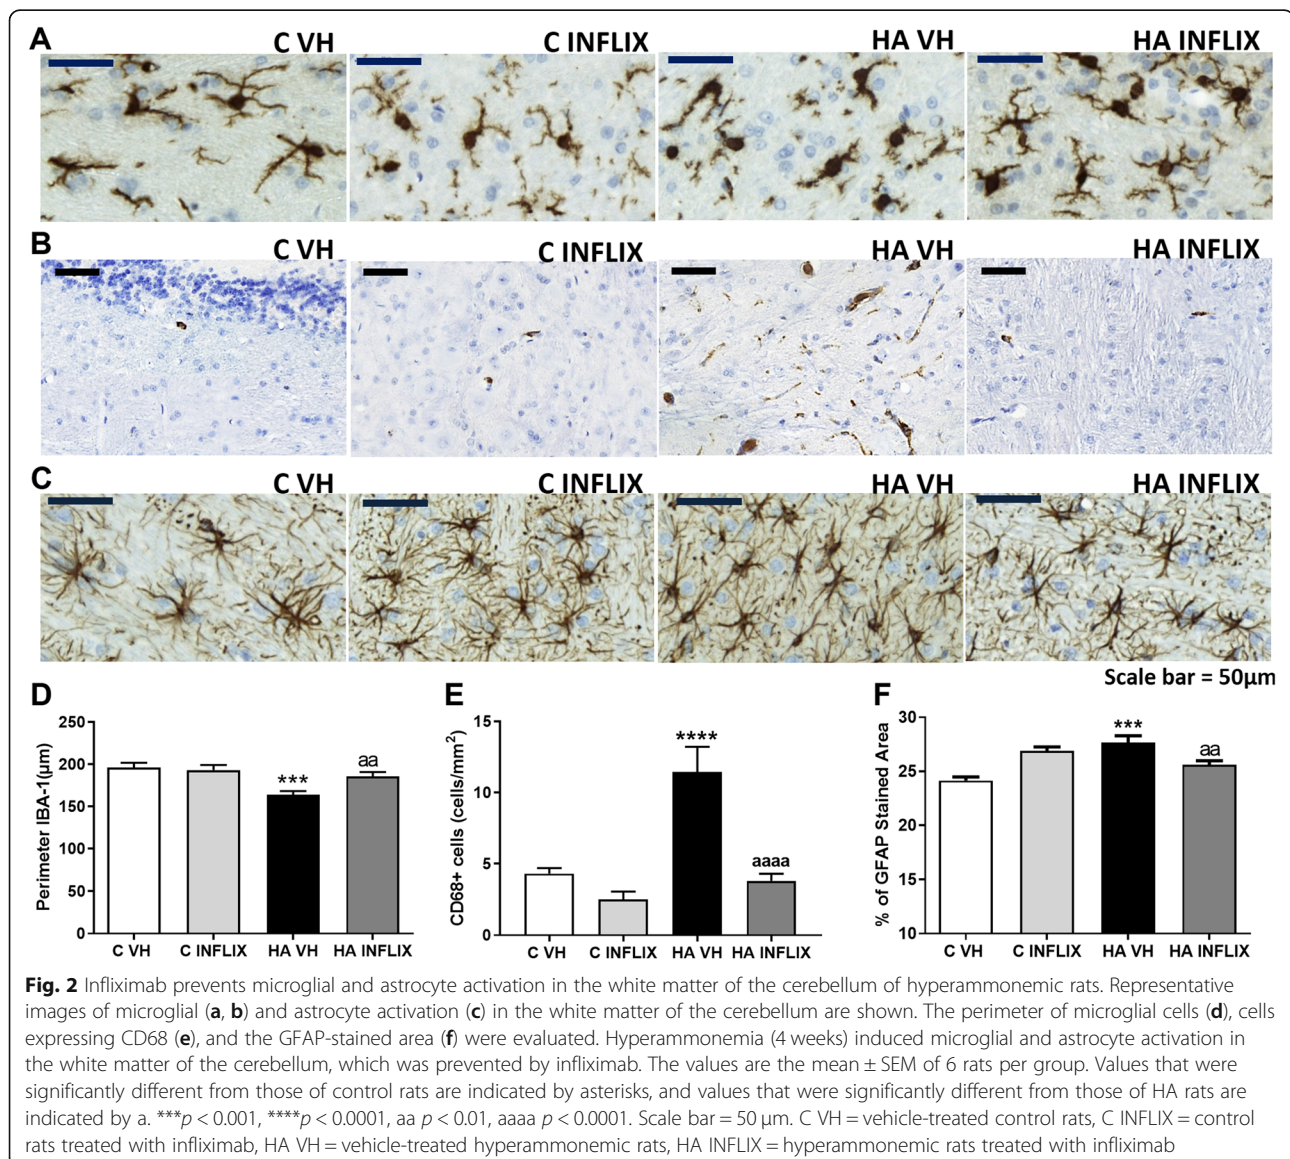 A
C VH
C INFLIX
HA VH
HA INFLIX
B
C VH
C INFLIX
HA VH
HA INFLIX
C
C VH
C INFLIX
HA VH
HA INFLIX
Scale bar = 50µm
D
Perimeter IBA-1(µm)
250
200
150
100
50
0
***
aa
C VH
C INFLIX
HA VH
HA INFLIX
E
CD68+ cells (cells/mm²)
15
10
5
0
****
aaaa
C VH
C INFLIX
HA VH
HA INFLIX
F
% of GFAP Stained Area
30
26
22
18
14
10
***
aa
C VH
C INFLIX
HA VH
HA INFLIX
Fig. 2 Infliximab prevents microglial and astrocyte activation in the white matter of the cerebellum of hyperammonemic rats. Representative
images of microglial (a, b) and astrocyte activation (c) in the white matter of the cerebellum are shown. The perimeter of microglial cells (d), cells
expressing CD68 (e), and the GFAP-stained area (f) were evaluated. Hyperammonemia (4 weeks) induced microglial and astrocyte activation in
the white matter of the cerebellum, which was prevented by infliximab. The values are the mean ± SEM of 6 rats per group. Values that were
significantly different from those of control rats are indicated by asterisks, and values that were significantly different from those of HA rats are
indicated by a. ***p < 0.001, ****p < 0.0001, aa p < 0.01, aaaa p < 0.0001. Scale bar = 50 µm. C VH = vehicle-treated control rats, C INFLIX = control
rats treated with infliximab, HA VH = vehicle-treated hyperammonemic rats, HA INFLIX = hyperammonemic rats treated with infliximab